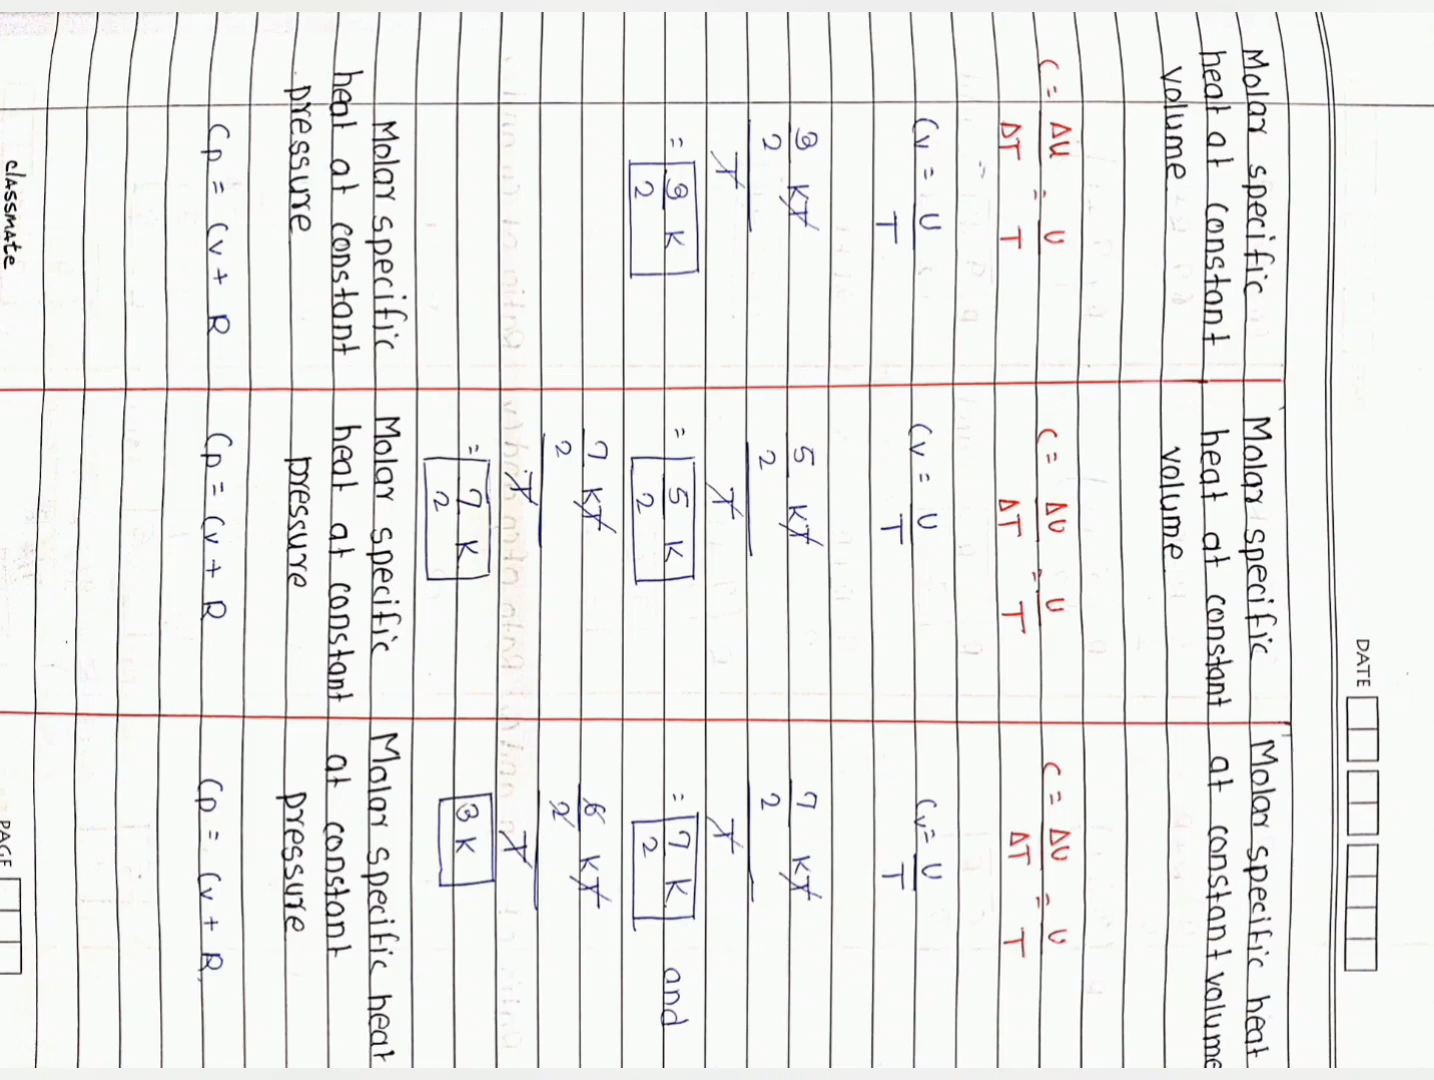 DATE
Molar specific
heat at constant
volume
C = ΔU = U
ΔT T
Cv = U
T
3 KT
2
T
= 3 K
2
Molar specific
heat at constant
pressure
Cp = Cv + R
Molar specific
heat at constant
volume
C = ΔU = U
ΔT T
Cv = U
T
5 KT
2
T
= 5 K
2
7 KT
2
T
= 7 K
2
Molar specific
heat at constant
pressure
Cp = Cv + R
Molar specific heat
at constant volume
C = ΔU = U
ΔT T
Cv = U
T
7 KT
2
T
= 7 K and
2
6 KT
2
T
3 K
Molar specific heat
at constant
pressure
Cp = Cv + R
classmate
PAGE